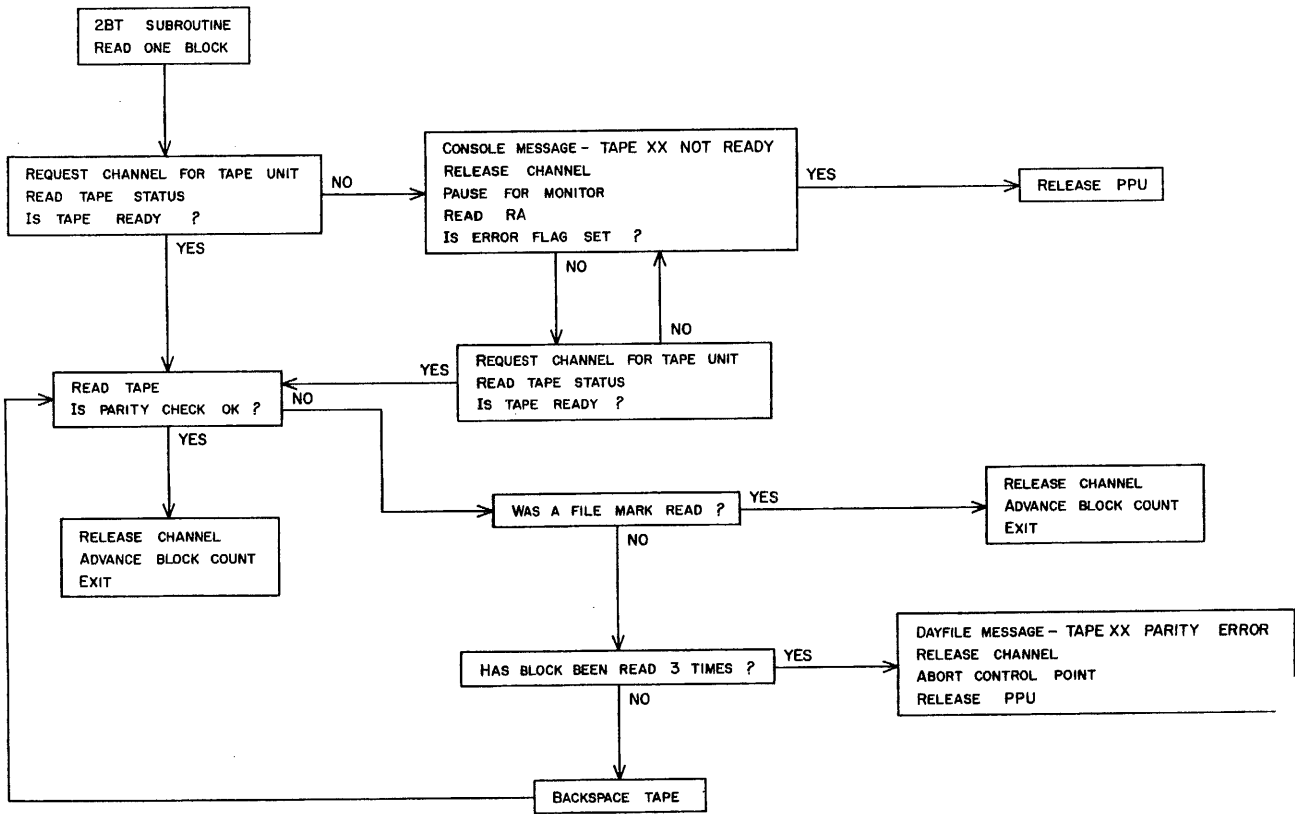 2BT SUBROUTINE
READ ONE BLOCK
REQUEST CHANNEL FOR TAPE UNIT
READ TAPE STATUS
IS TAPE READY ?
NO
YES
CONSOLE MESSAGE - TAPE XX NOT READY
RELEASE CHANNEL
PAUSE FOR MONITOR
READ RA
IS ERROR FLAG SET ?
YES
RELEASE PPU
NO
NO
REQUEST CHANNEL FOR TAPE UNIT
READ TAPE STATUS
IS TAPE READY ?
YES
READ TAPE
IS PARITY CHECK OK ?
NO
YES
RELEASE CHANNEL
ADVANCE BLOCK COUNT
EXIT
WAS A FILE MARK READ ?
YES
RELEASE CHANNEL
ADVANCE BLOCK COUNT
EXIT
NO
HAS BLOCK BEEN READ 3 TIMES ?
YES
DAYFILE MESSAGE - TAPE XX PARITY ERROR
RELEASE CHANNEL
ABORT CONTROL POINT
RELEASE PPU
NO
BACKSPACE TAPE